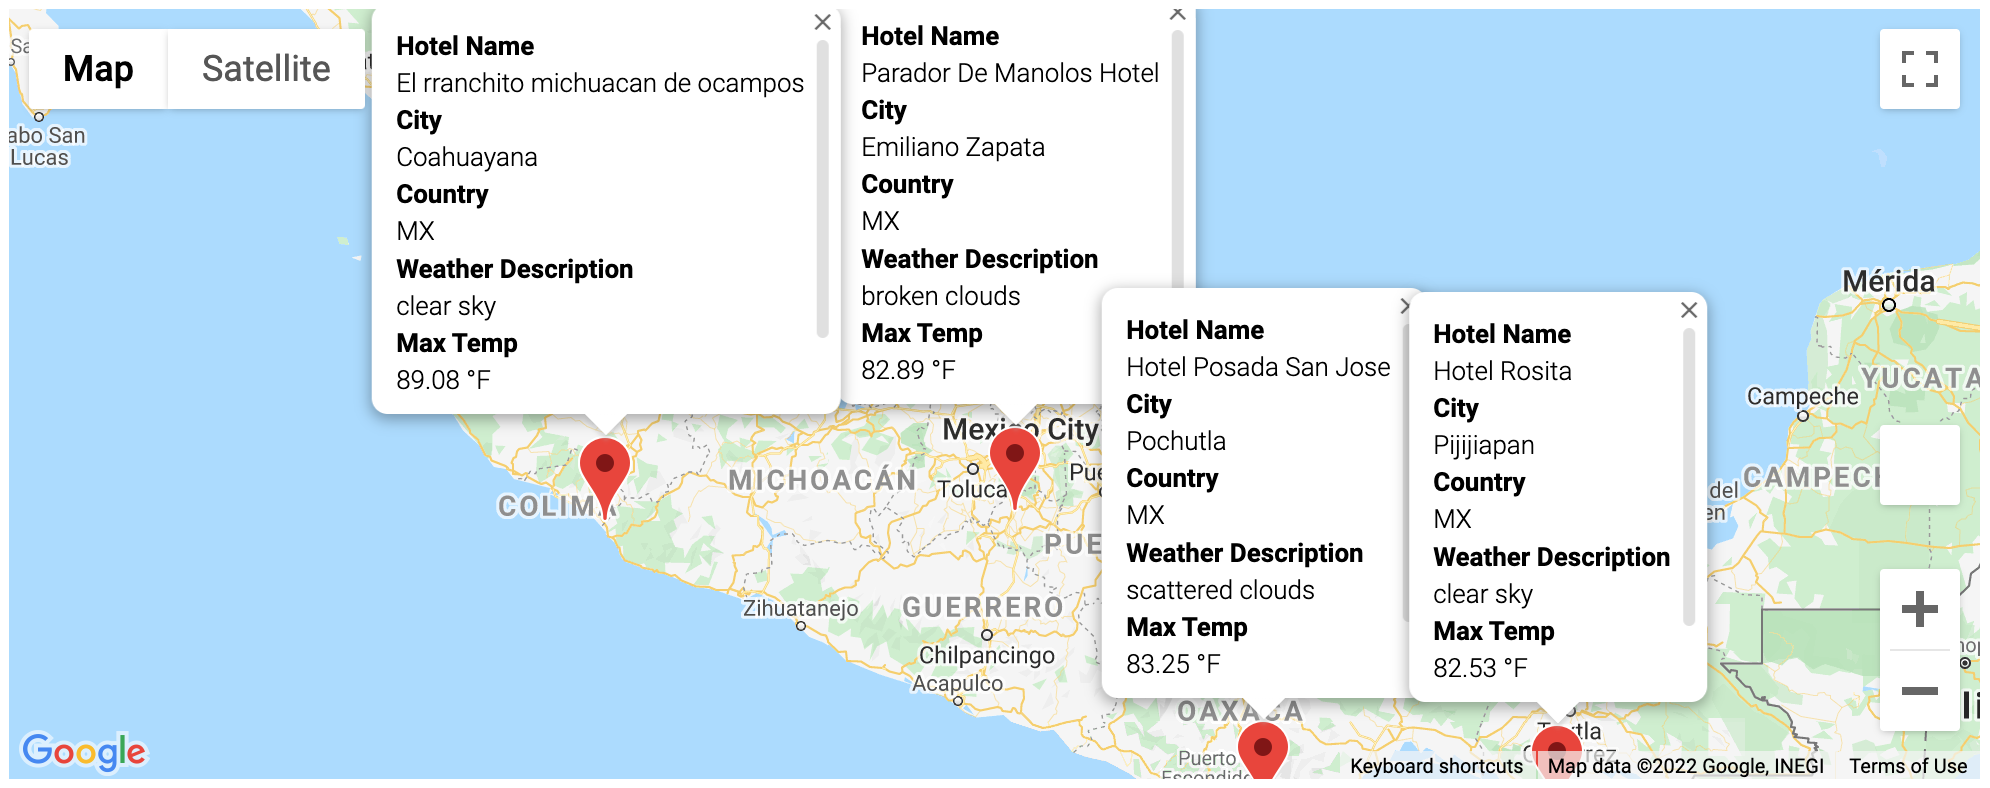 Map
Satellite
abo San
Lucas
Hotel Name
El rranchito michuacan de ocampos
City
Coahuayana
Country
MX
Weather Description
clear sky
Max Temp
89.08 °F
Hotel Name
Parador De Manolos Hotel
City
Emiliano Zapata
Country
MX
Weather Description
broken clouds
Max Temp
82.89 °F
Hotel Name
Hotel Posada San Jose
City
Pochutla
Country
MX
Weather Description
scattered clouds
Max Temp
83.25 °F
Hotel Name
Hotel Rosita
City
Pijijiapan
Country
MX
Weather Description
clear sky
Max Temp
82.53 °F
Mérida
YUCATA
Campeche
CAMPECH
del
en
Mexico City
Toluca
Pue
MICHOACÁN
COLIMA
PUE
Zihuatanejo
GUERRERO
Chilpancingo
Acapulco
OAXACA
Puerto
Escondido
Google
Keyboard shortcuts
Map data ©2022 Google, INEGI
Terms of Use